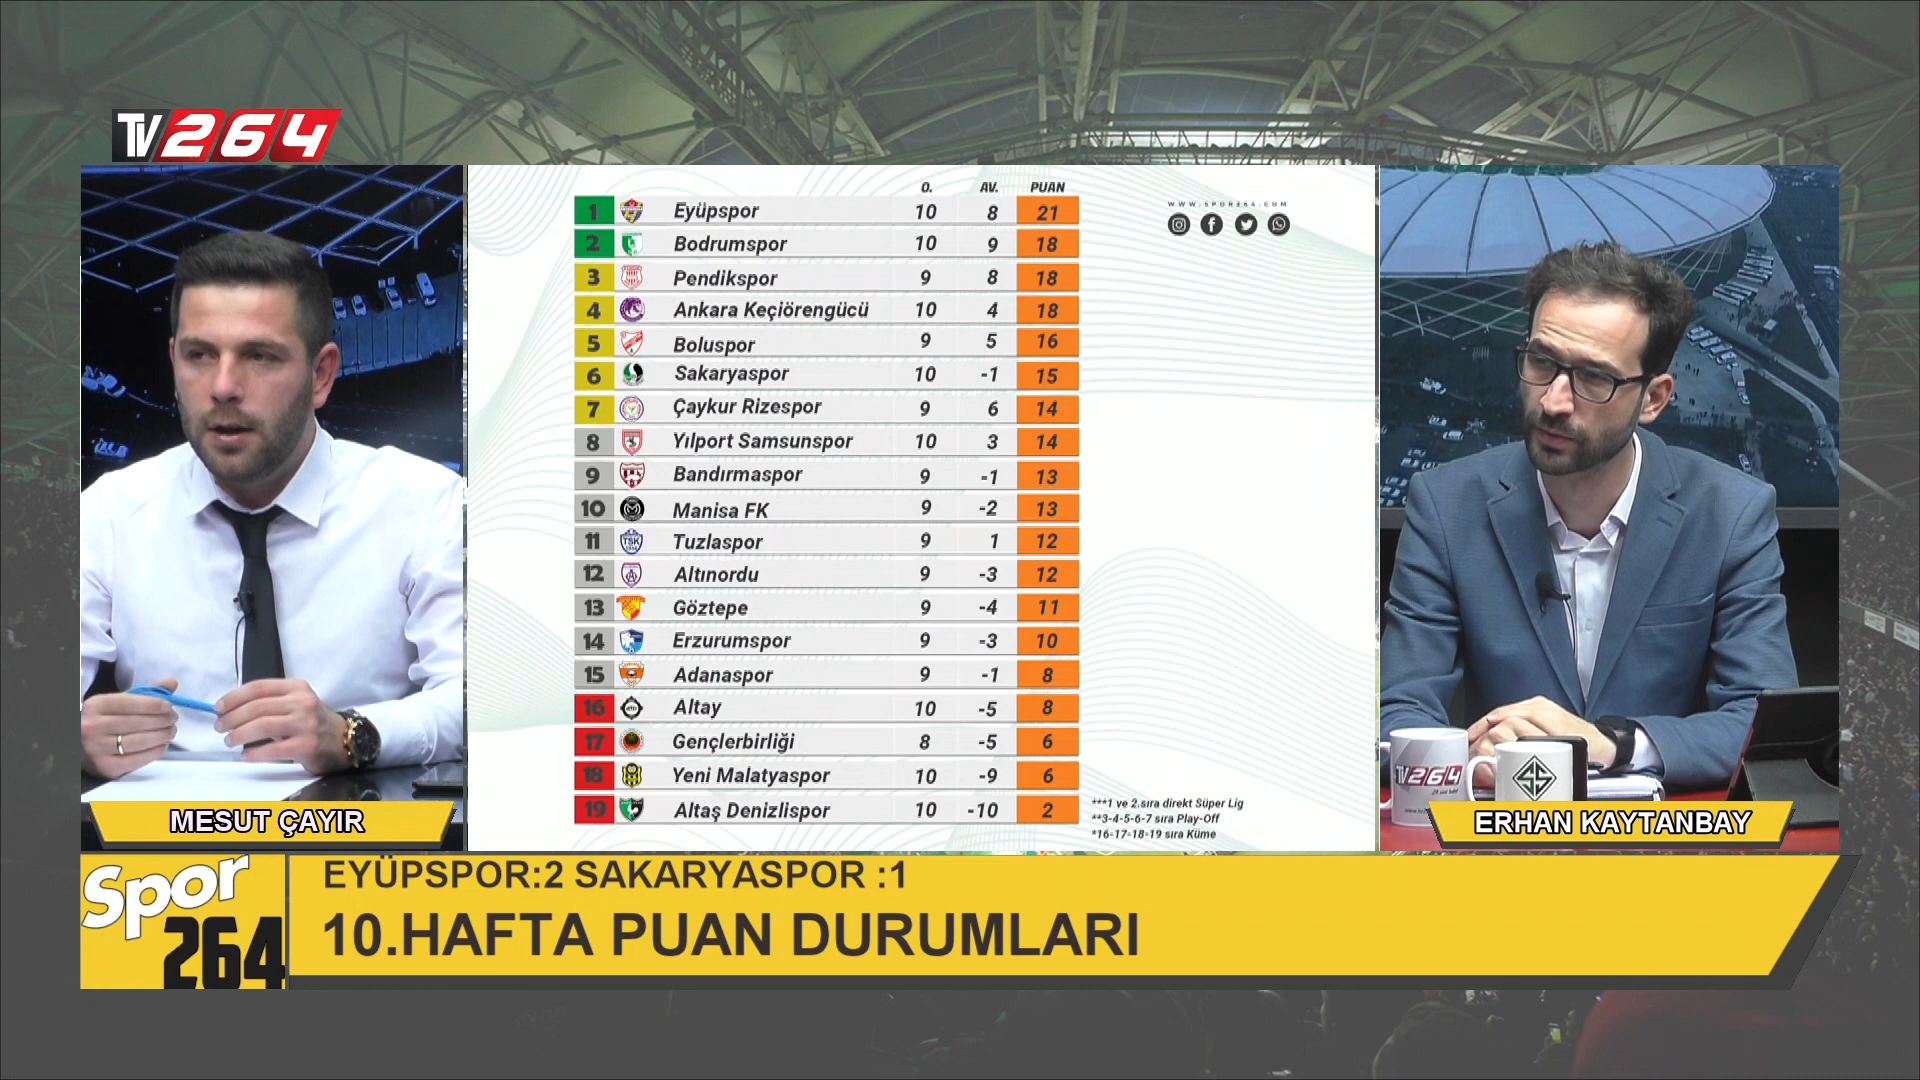 TV264
O. AV. PUAN
1 Eyüpspor 10 8 21
2 Bodrumspor 10 9 18
3 Pendikspor 9 8 18
4 Ankara Keçiörengücü 10 4 18
5 Boluspor 9 5 16
6 Sakaryaspor 10 -1 15
7 Çaykur Rizespor 9 6 14
8 Yılport Samsunspor 10 3 14
9 Bandırmaspor 9 -1 13
10 Manisa FK 9 -2 13
11 Tuzlaspor 9 1 12
12 Altınordu 9 -3 12
13 Göztepe 9 -4 11
14 Erzurumspor 9 -3 10
15 Adanaspor 9 -1 8
16 Altay 10 -5 8
17 Gençlerbirliği 8 -5 6
18 Yeni Malatyaspor 10 -9 6
19 Altaş Denizlispor 10 -10 2
WWW.SPOR264.COM
***1 ve 2.sıra direkt Süper Lig
**3-4-5-6-7 sıra Play-Off
*16-17-18-19 sıra Küme
TV264
MESUT ÇAYIR
ERHAN KAYTANBAY
Spor
264
EYÜPSPOR:2 SAKARYASPOR :1
10.HAFTA PUAN DURUMLARI